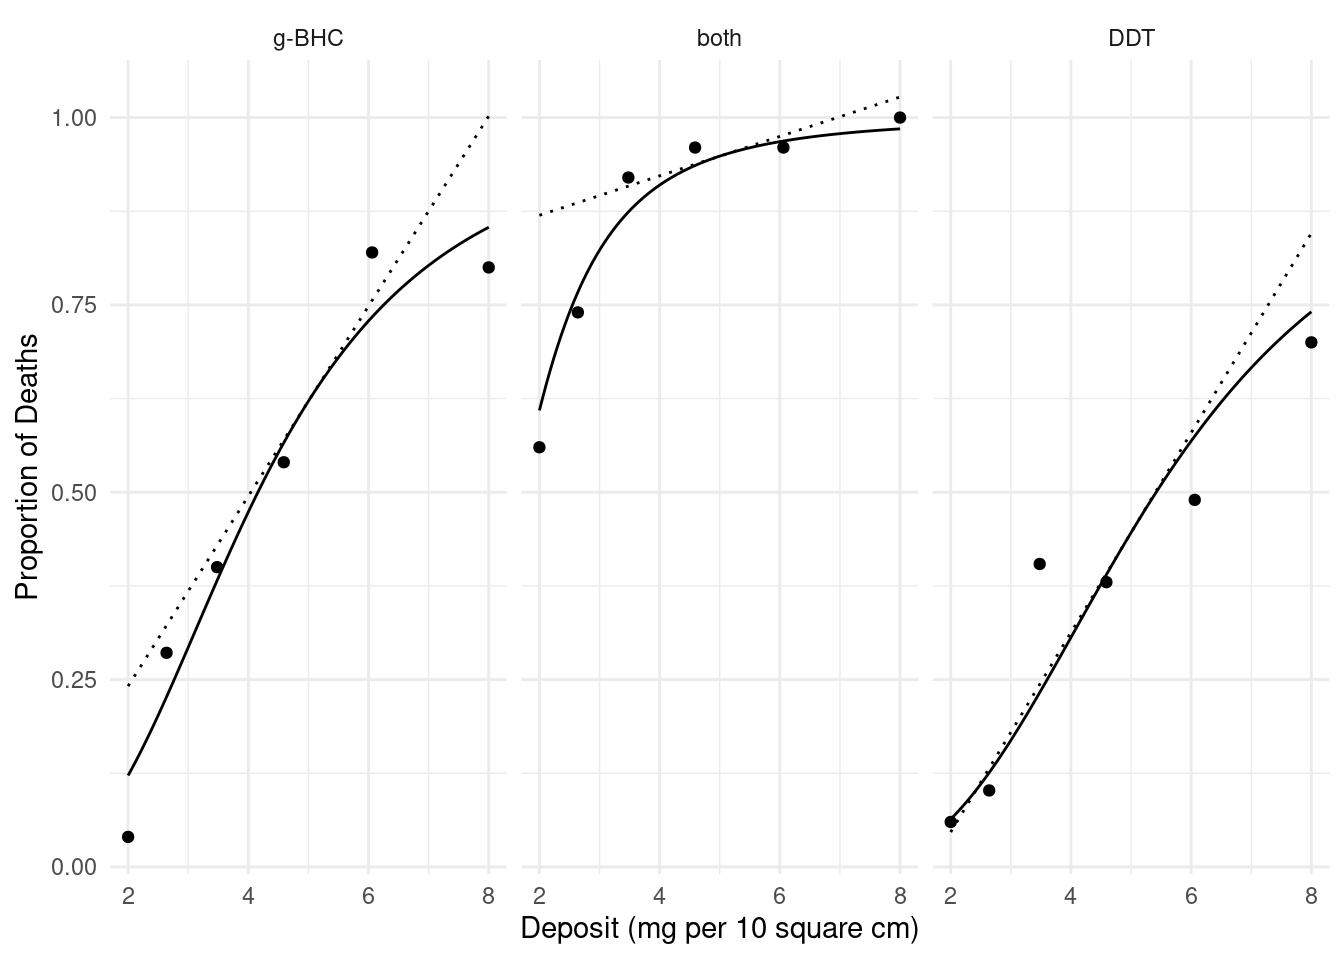 g-BHC both DDT
Proportion of Deaths
1.00
0.75
0.50
0.25
0.00
2 4 6 8 2 4 6 8 2 4 6 8
Deposit (mg per 10 square cm)